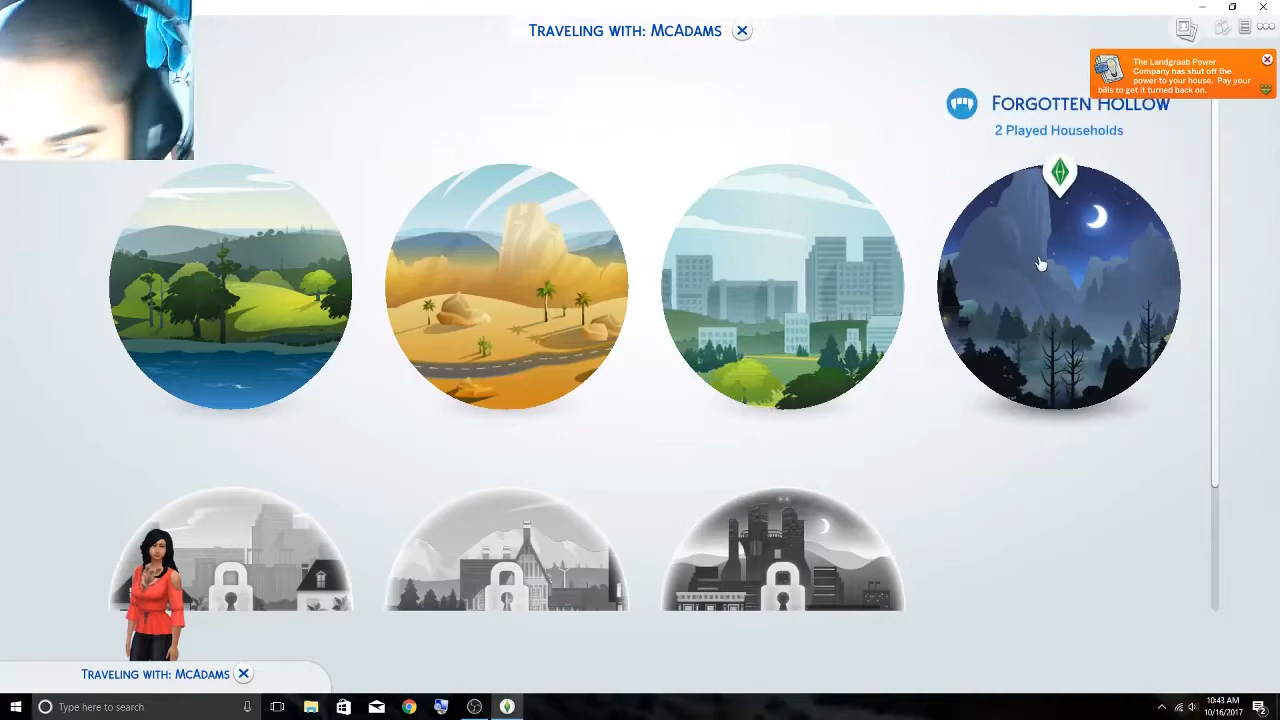 TRAVELING WITH: MCADAMS
The Landgraab Power
Company has shut off the
power to your house. Pay your
bills to get it turned back on.
FORGOTTEN HOLLOW
2 Played Households
TRAVELING WITH: MCADAMS
Type here to search
10:43 AM
10/16/2017
2